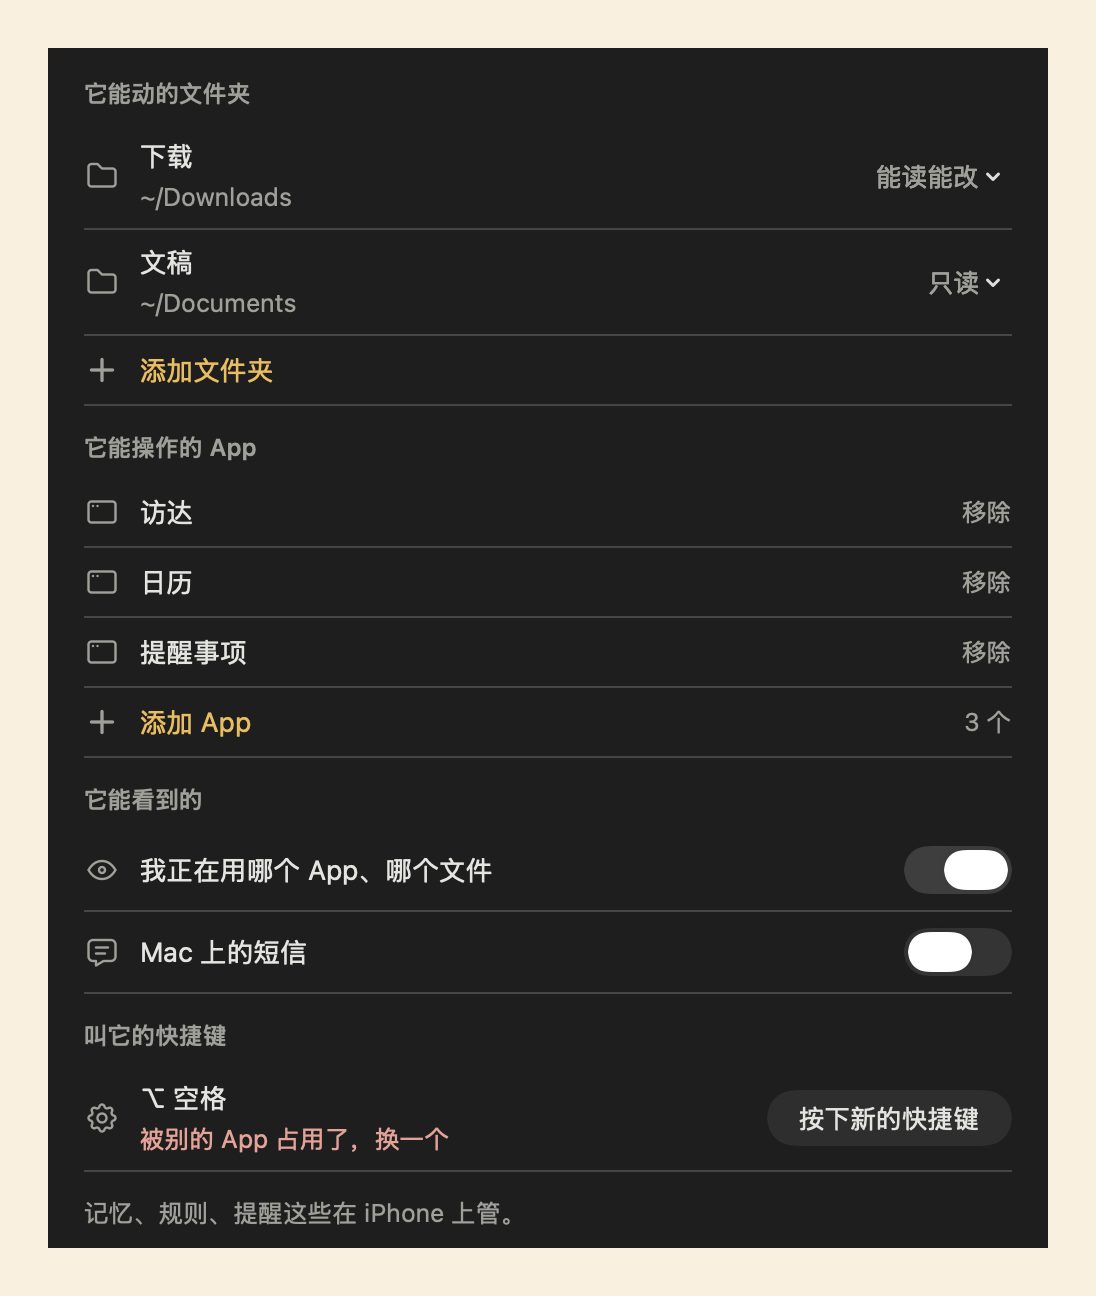 它能动的文件夹
下载
能读能改
~/Downloads
文稿
只读
~/Documents
添加文件夹
它能操作的 App
访达
移除
日历
移除
提醒事项
移除
添加 App
3 个
它能看到的
我正在用哪个 App、哪个文件
Mac 上的短信
叫它的快捷键
⌥ 空格
被别的 App 占用了，换一个
按下新的快捷键
记忆、规则、提醒这些在 iPhone 上管。